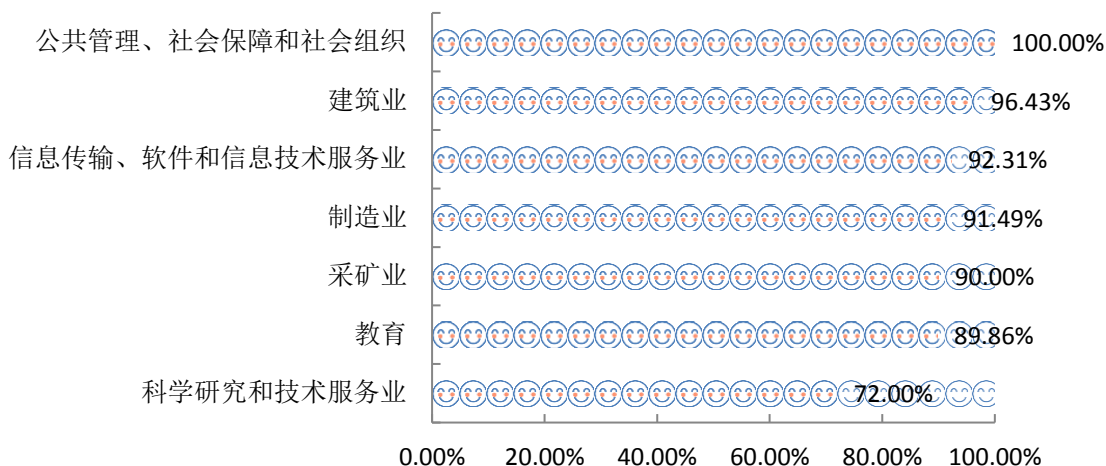 公共管理、社会保障和社会组织 100.00%
建筑业 96.43%
信息传输、软件和信息技术服务业 92.31%
制造业 91.49%
采矿业 90.00%
教育 89.86%
科学研究和技术服务业 72.00%
0.00% 20.00% 40.00% 60.00% 80.00% 100.00%